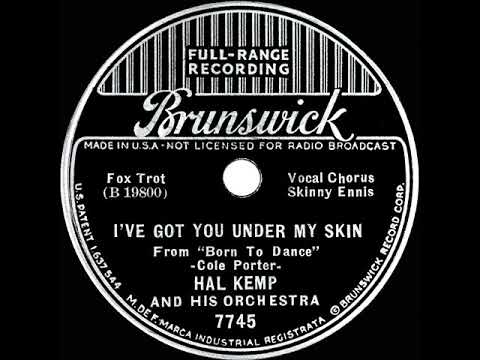 FULL-RANGE
RECORDING
Brunswick
MADE IN U.S.A - NOT LICENSED FOR RADIO BROADCAST
Fox Trot
(B 19800)
Vocal Chorus
Skinny Ennis
I'VE GOT YOU UNDER MY SKIN
From "Born To Dance"
-Cole Porter-
HAL KEMP
AND HIS ORCHESTRA
7745
U.S. PATENT 1637544
M. DE F. MARCA INDUSTRIAL REGISTRATA
© BRUNSWICK RECORD CORP.